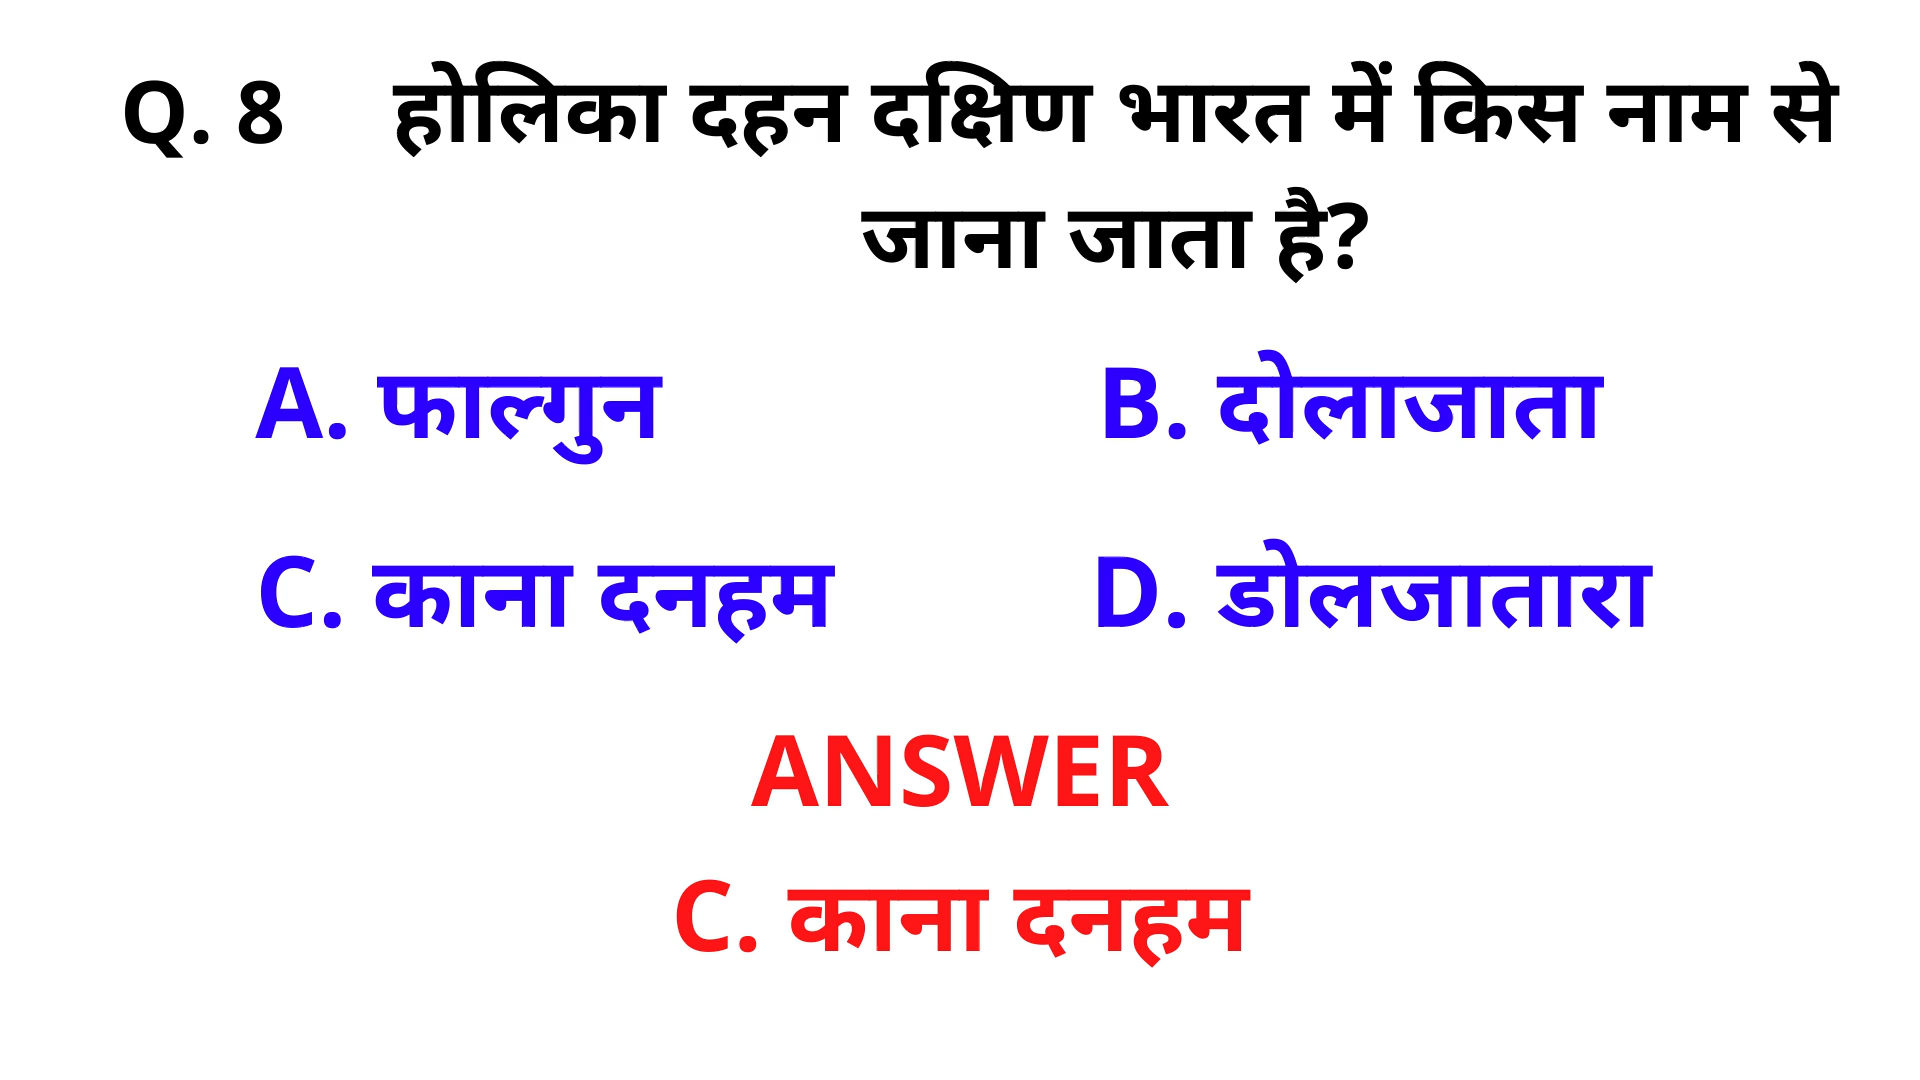 Q. 8 होलिका दहन दक्षिण भारत में किस नाम से
जाना जाता है?
A. फाल्गुन B. दोलाजाता
C. काना दनहम D. डोलजातारा
ANSWER
C. काना दनहम